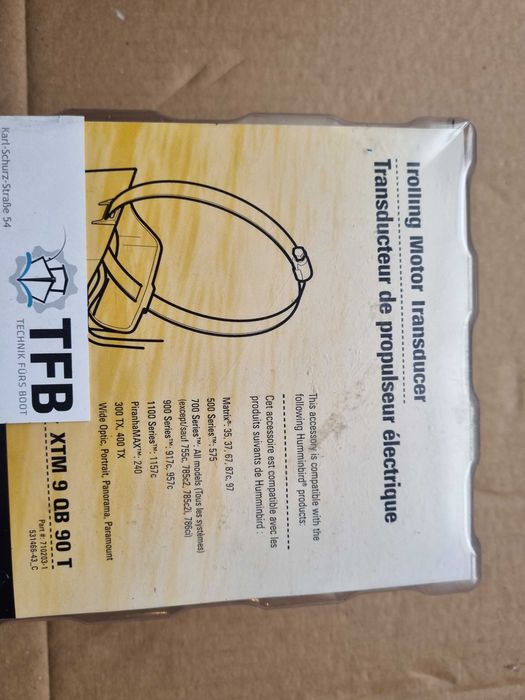 Trolling Motor Transducer
Transducteur de propulseur électrique
This accessory is compatible with the
following Humminbird® products:
Cet accessoire est compatible avec les
produits suivants de Humminbird :
Matrix®: 35, 37, 67, 87c, 97
500 Series™: 575
700 Series™: All models (Tous les systèmes)
(except/sauf 755c, 785c2, 785c2i, 786ci)
900 Series™: 917c, 957c
1100 Series™: 1157c
PiranhaMAX™: 240
300 TX, 400 TX
Wide Optic, Portrait, Panorama, Paramount
XTM 9 QB 90 T
Part #: 710203-1
531466-43_C
TFB
TECHNIK FÜRS BOOT
Karl-Schurz-Straße 54